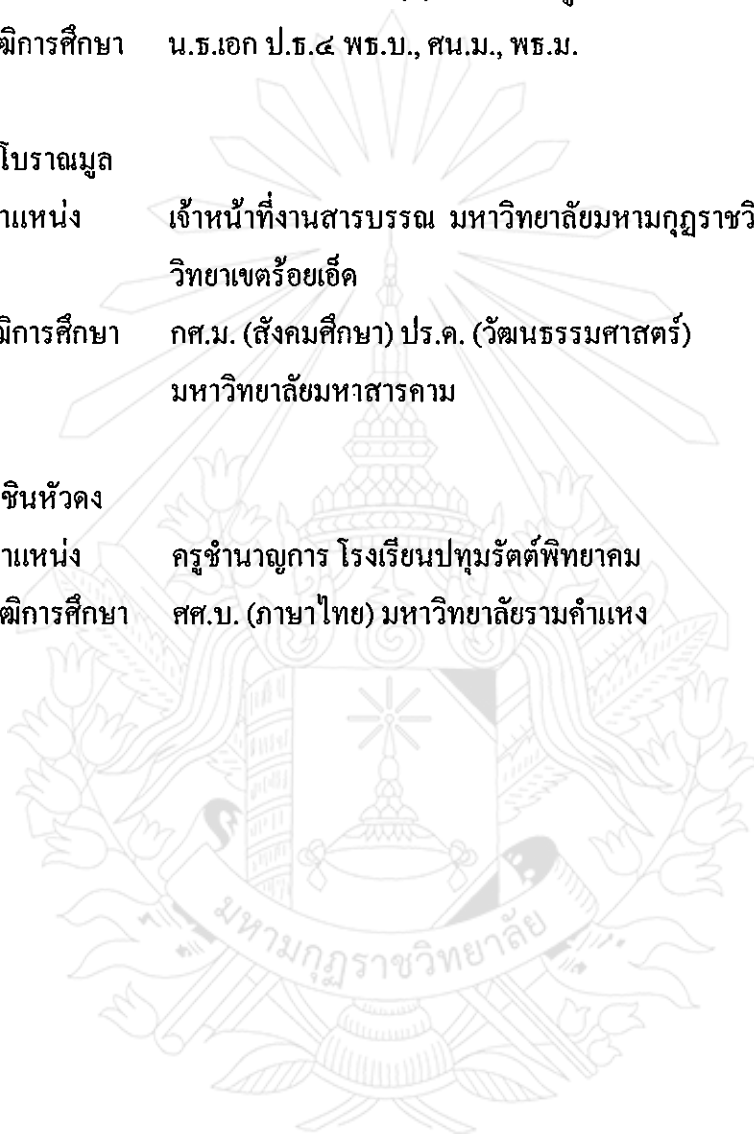 ฒิการศึกษา น.ธ.เอก ป.ธ.๔ พธ.บ., ศน.ม., พธ.ม.
โบราณมูล
าแหน่ง เจ้าหน้าที่งานสารบรรณ มหาวิทยาลัยมหามกุฏราชวิ
วิทยาเขตร้อยเอ็ด
ฒิการศึกษา กศ.ม. (สังคมศึกษา) ปร.ด. (วัฒนธรรมศาสตร์)
มหาวิทยาลัยมหาสารคาม
ชินหัวดง
าแหน่ง ครูชำนาญการ โรงเรียนปทุมรัตต์พิทยาคม
ฒิการศึกษา ศศ.บ. (ภาษาไทย) มหาวิทยาลัยรามคำแหง
มหามกุฏราชวิทยาลัย